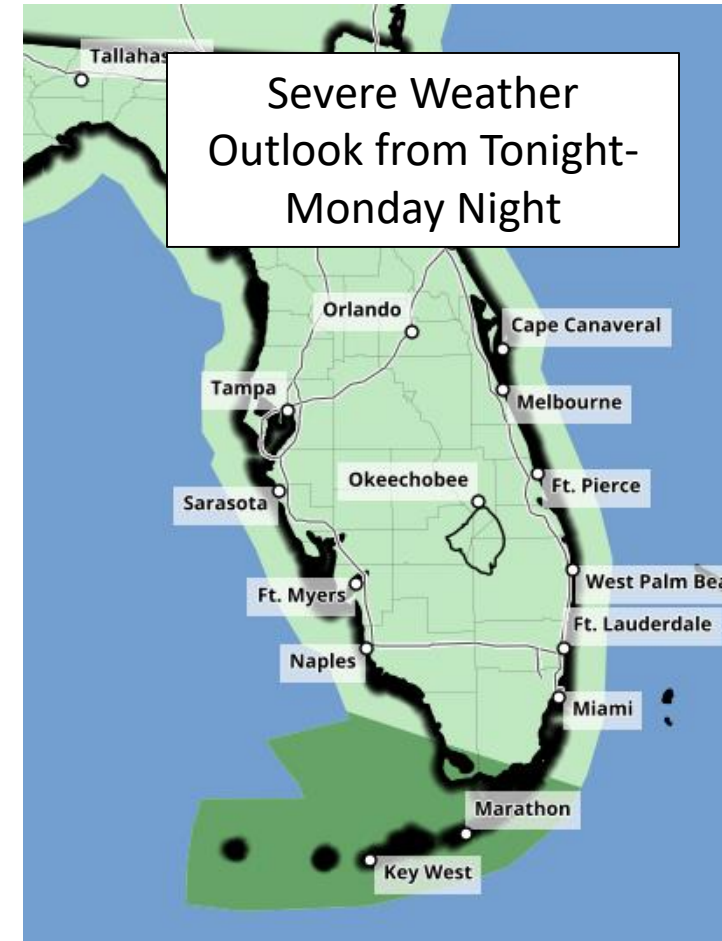 Tallahas
Severe Weather
Outlook from Tonight-
Monday Night
Orlando
Cape Canaveral
Tampa
Melbourne
Okeechobee
Ft. Pierce
Sarasota
West Palm Bea
Ft. Myers
Ft. Lauderdale
Naples
Miami
Marathon
Key West